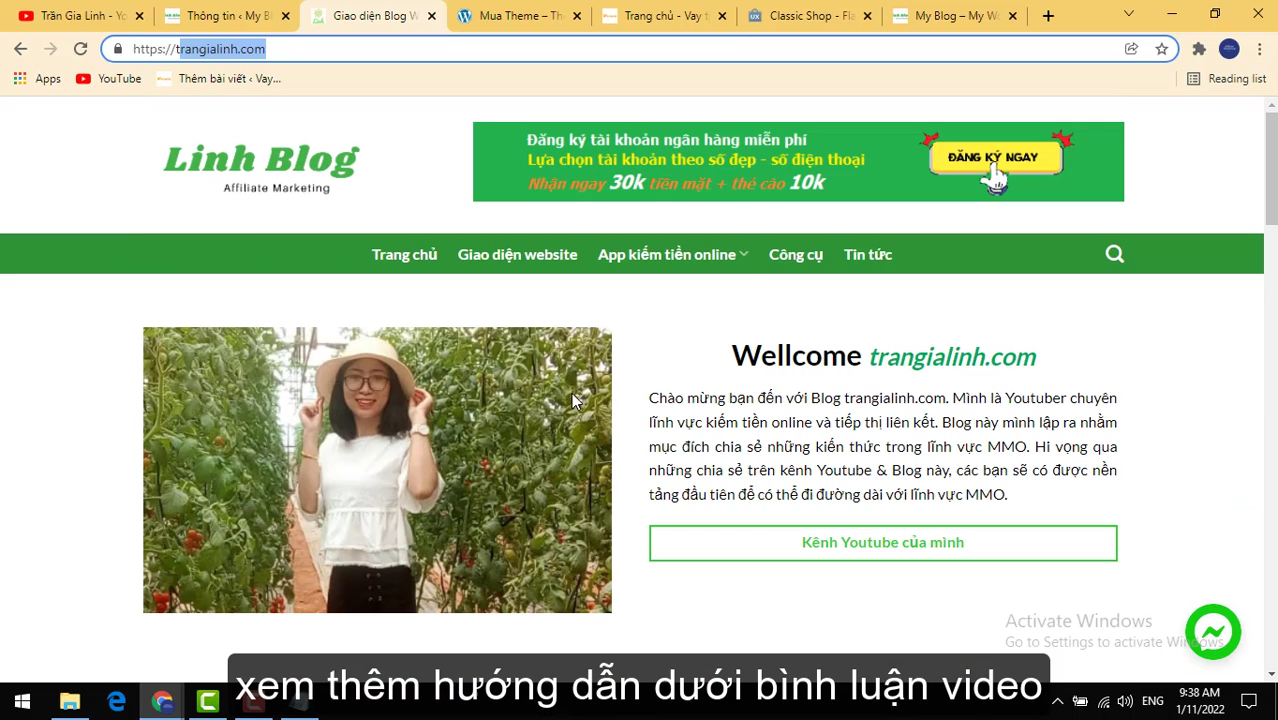 Trần Gia Linh - Yo
Thông tin ‹ My Bl
Giao diện Blog W
Mua Theme – The
Trang chủ - Vay t
Classic Shop - Fla
My Blog – My Wo
https://trangialinh.com
Apps
YouTube
Thêm bài viết ‹ Vay...
Reading list
Linh Blog
Affiliate Marketing
Đăng ký tài khoản ngân hàng miễn phí
Lựa chọn tài khoản theo số đẹp - số điện thoại
Nhận ngay 30k tiền mặt + thẻ cào 10k
ĐĂNG KÝ NGAY
Trang chủ Giao diện website App kiếm tiền online Công cụ Tin tức
Wellcome trangialinh.com
Chào mừng bạn đến với Blog trangialinh.com. Mình là Youtuber chuyên
lĩnh vực kiếm tiền online và tiếp thị liên kết. Blog này mình lập ra nhằm
mục đích chia sẻ những kiến thức trong lĩnh vực MMO. Hi vọng qua
những chia sẻ trên kênh Youtube & Blog này, các bạn sẽ có được nền
tảng đầu tiên để có thể đi đường dài với lĩnh vực MMO.
Kênh Youtube của mình
Activate Windows
Go to Settings to activate Windows.
xem thêm hướng dẫn dưới bình luận video
ENG
9:38 AM
1/11/2022